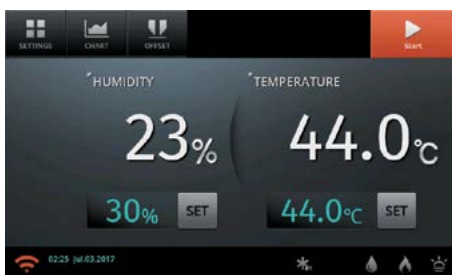 SETTINGS CHART OFFSET Start
HUMIDITY TEMPERATURE
23% 44.0℃
30% SET 44.0℃ SET
02:25 Jul.03.2017